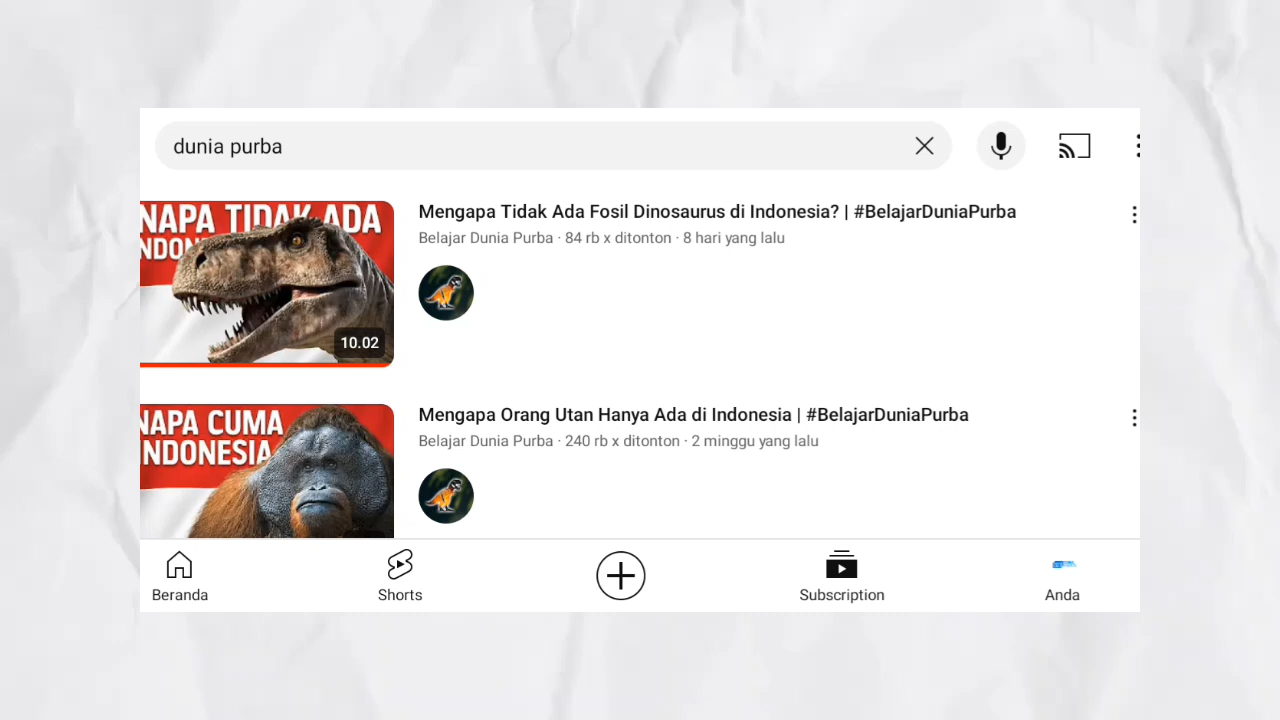 dunia purba
NAPA TIDAK ADA
INDON
10.02
Mengapa Tidak Ada Fosil Dinosaurus di Indonesia? | #BelajarDuniaPurba
Belajar Dunia Purba · 84 rb x ditonton · 8 hari yang lalu
NAPA CUMA
INDONESIA
Mengapa Orang Utan Hanya Ada di Indonesia | #BelajarDuniaPurba
Belajar Dunia Purba · 240 rb x ditonton · 2 minggu yang lalu
Beranda
Shorts
Subscription
Anda